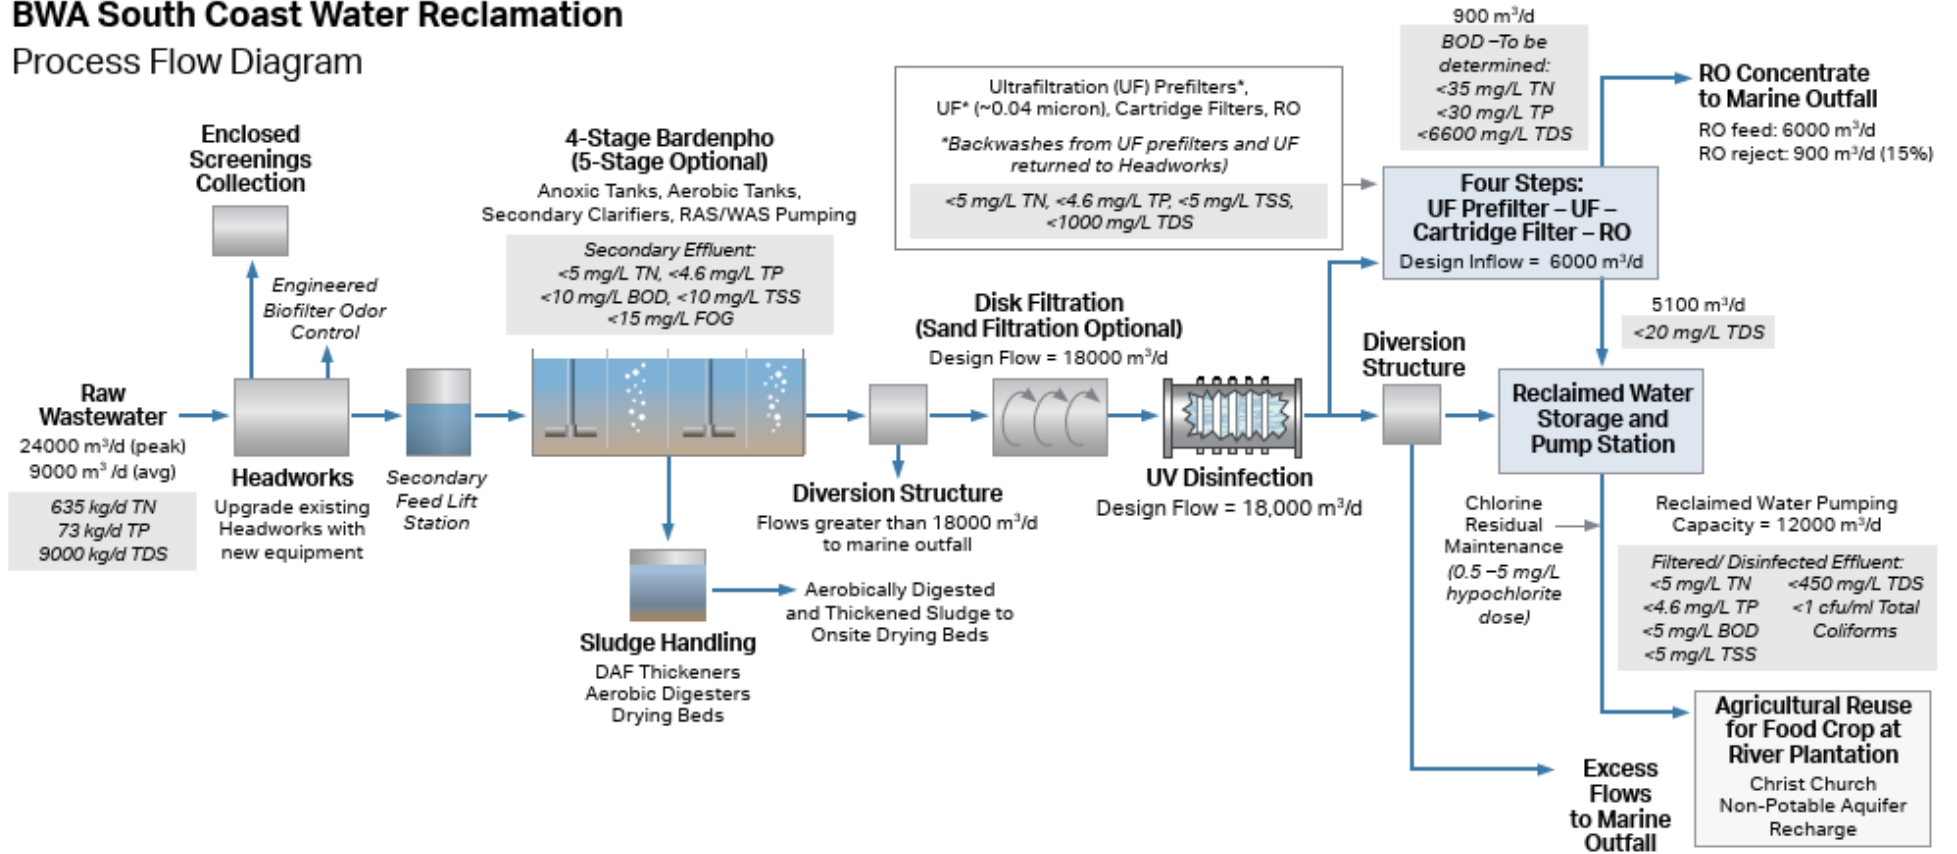 BWA South Coast Water Reclamation
Process Flow Diagram
Enclosed
Screenings
Collection
Engineered
Biofilter Odor
Control
Raw
Wastewater
24000 m³/d (peak)
9000 m³ /d (avg)
635 kg/d TN
73 kg/d TP
9000 kg/d TDS
Headworks
Upgrade existing
Headworks with
new equipment
Secondary
Feed Lift
Station
4-Stage Bardenpho
(5-Stage Optional)
Anoxic Tanks, Aerobic Tanks,
Secondary Clarifiers, RAS/WAS Pumping
Secondary Effluent:
<5 mg/L TN, <4.6 mg/L TP
<10 mg/L BOD, <10 mg/L TSS
<15 mg/L FOG
Sludge Handling
DAF Thickeners
Aerobic Digesters
Drying Beds
Aerobically Digested
and Thickened Sludge to
Onsite Drying Beds
Diversion Structure
Flows greater than 18000 m³/d
to marine outfall
Disk Filtration
(Sand Filtration Optional)
Design Flow = 18000 m³/d
UV Disinfection
Design Flow = 18,000 m³/d
Ultrafiltration (UF) Prefilters*,
UF* (~0.04 micron), Cartridge Filters, RO
*Backwashes from UF prefilters and UF
returned to Headworks)
<5 mg/L TN, <4.6 mg/L TP, <5 mg/L TSS,
<1000 mg/L TDS
900 m³/d
BOD –To be
determined:
<35 mg/L TN
<30 mg/L TP
<6600 mg/L TDS
RO Concentrate
to Marine Outfall
RO feed: 6000 m³/d
RO reject: 900 m³/d (15%)
Four Steps:
UF Prefilter – UF –
Cartridge Filter – RO
Design Inflow = 6000 m³/d
5100 m³/d
<20 mg/L TDS
Diversion
Structure
Reclaimed Water
Storage and
Pump Station
Chlorine
Residual
Maintenance
(0.5 –5 mg/L
hypochlorite
dose)
Reclaimed Water Pumping
Capacity = 12000 m³/d
Filtered/ Disinfected Effluent:
<5 mg/L TN <450 mg/L TDS
<4.6 mg/L TP <1 cfu/ml Total
<5 mg/L BOD Coliforms
<5 mg/L TSS
Agricultural Reuse
for Food Crop at
River Plantation
Christ Church
Non-Potable Aquifer
Recharge
Excess
Flows
to Marine
Outfall